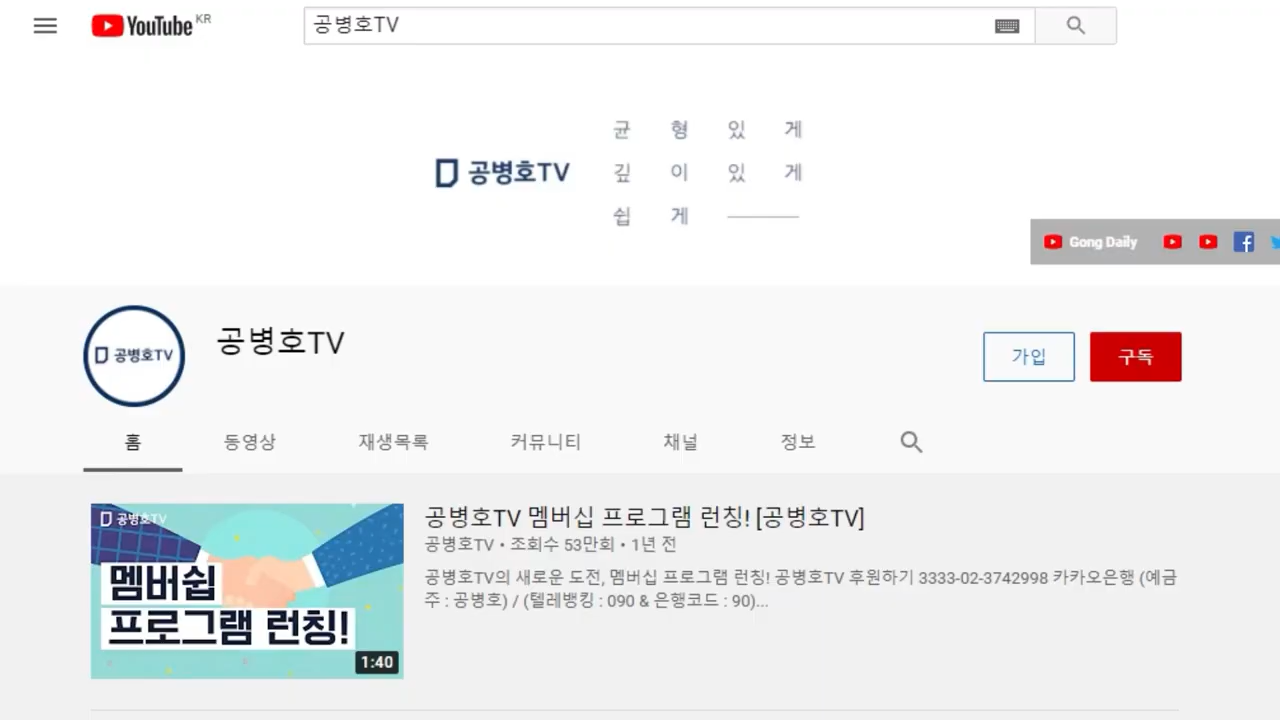 YouTube KR
공병호TV
균 형 있 게
공병호TV
깊 이 있 게
쉽 게
Gong Daily
공병호TV
공병호TV
가입
구독
홈
동영상
재생목록
커뮤니티
채널
정보
공병호TV
멤버쉽
프로그램 런칭!
1:40
공병호TV 멤버십 프로그램 런칭! [공병호TV]
공병호TV • 조회수 53만회 • 1년 전
공병호TV의 새로운 도전, 멤버십 프로그램 런칭! 공병호TV 후원하기 3333-02-3742998 카카오은행 (예금
주 : 공병호) / (텔레뱅킹 : 090 & 은행코드 : 90)...